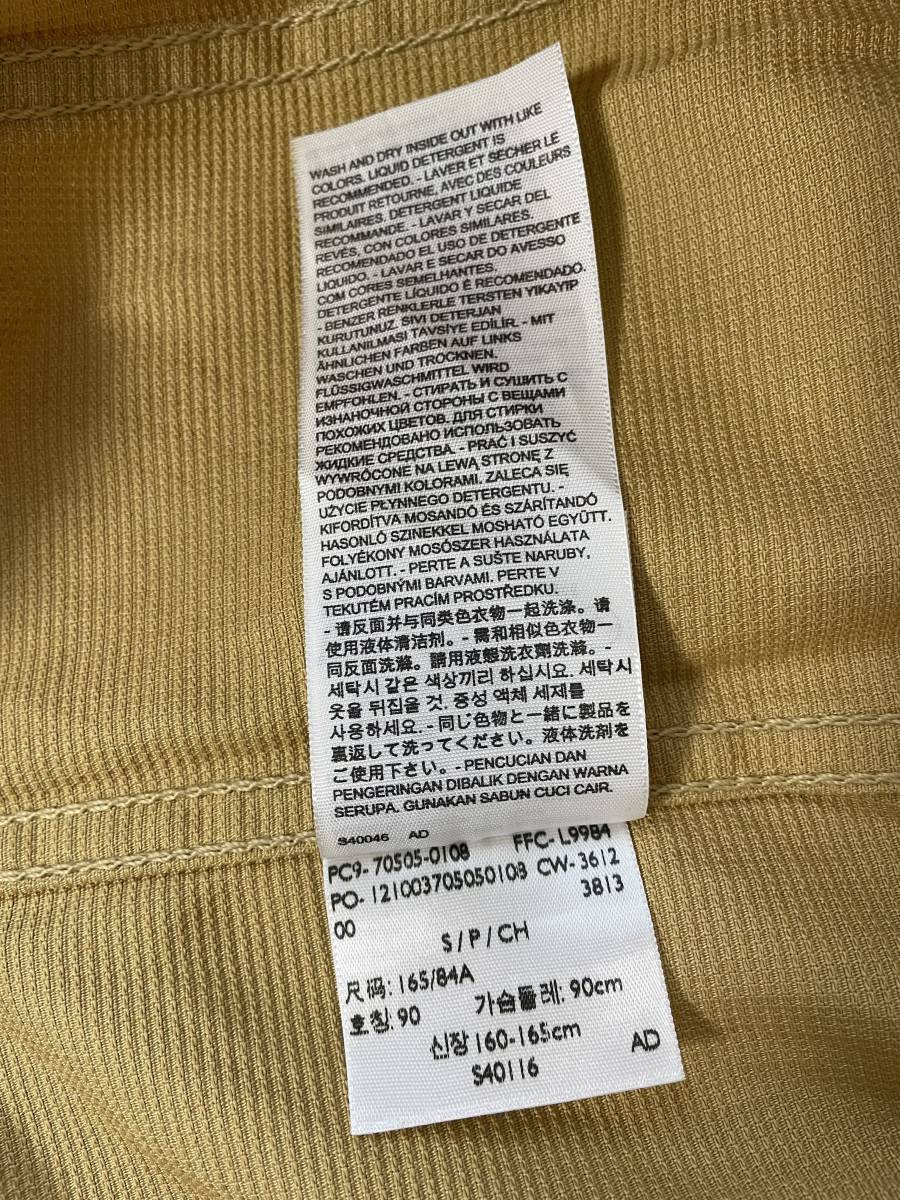 WASH AND DRY INSIDE OUT WITH LIKE
COLORS. LIQUID DETERGENT IS
RECOMMENDED. - LAVER ET SECHER LE
PRODUIT RETOURNE, AVEC DES COULEURS
SIMILAIRES. DETERGENT LIQUIDE
RECOMMANDE. - LAVAR Y SECAR DEL
REVÉS, CON COLORES SIMILARES.
RECOMENDADO EL USO DE DETERGENTE
LIQUIDO. - LAVAR E SECAR DO AVESSO
COM CORES SEMELHANTES.
DETERGENTE LÍQUIDO É RECOMENDADO.
- BENZER RENKLERLE TERSTEN YIKAYIP
KURUTUNUZ. SIVI DETERJAN
KULLANILMASI TAVSİYE EDİLİR. - MIT
ÄHNLICHEN FARBEN AUF LINKS
WASCHEN UND TROCKNEN.
FLÜSSIGWASCHMITTEL WIRD
EMPFOHLEN. - СТИРАТЬ И СУШИТЬ С
ИЗНАНОЧНОЙ СТОРОНЫ С ВЕЩАМИ
ПОХОЖИХ ЦВЕТОВ. ДЛЯ СТИРКИ
РЕКОМЕНДОВАНО ИСПОЛЬЗОВАТЬ
ЖИДКИЕ СРЕДСТВА. - PRAĆ I SUSZYĆ
WYWRÓCONE NA LEWĄ STRONĘ Z
PODOBNYMI KOLORAMI. ZALECA SIĘ
UŻYCIE PŁYNNEGO DETERGENTU. -
KIFORDÍTVA MOSANDÓ ÉS SZÁRÍTANDÓ
HASONLÓ SZINEKKEL MOSHATÓ EGYÜTT.
FOLYÉKONY MOSÓSZER HASZNÁLATA
AJÁNLOTT. - PERTE A SUŠTE NARUBY,
S PODOBNÝMI BARVAMI. PERTE V
TEKUTÉM PRACÍM PROSTŘEDKU.
- 请反面并与同类色衣物一起洗涤。请
使用液体清洁剂。- 需和相似色衣物一
同反面洗滌。請用液態洗衣劑洗滌。-
세탁시 같은 색상끼리 하십시요. 세탁시
옷을 뒤집을 것. 중성 액체 세제를
사용하세요. - 同じ色物と一緒に製品を
裏返して洗ってください。液体洗剤を
ご使用下さい。- PENCUCIAN DAN
PENGERINGAN DIBALIK DENGAN WARNA
SERUPA. GUNAKAN SABUN CUCI CAIR.
S40046 AD
PC9- 70505-0108 FFC- L9984
PO- 121003705050108 CW- 3612
00 3813
S / P / CH
尺码: 165/84A
호칭. 90 가슴둘레. 90cm
신장 160-165cm
S40116 AD